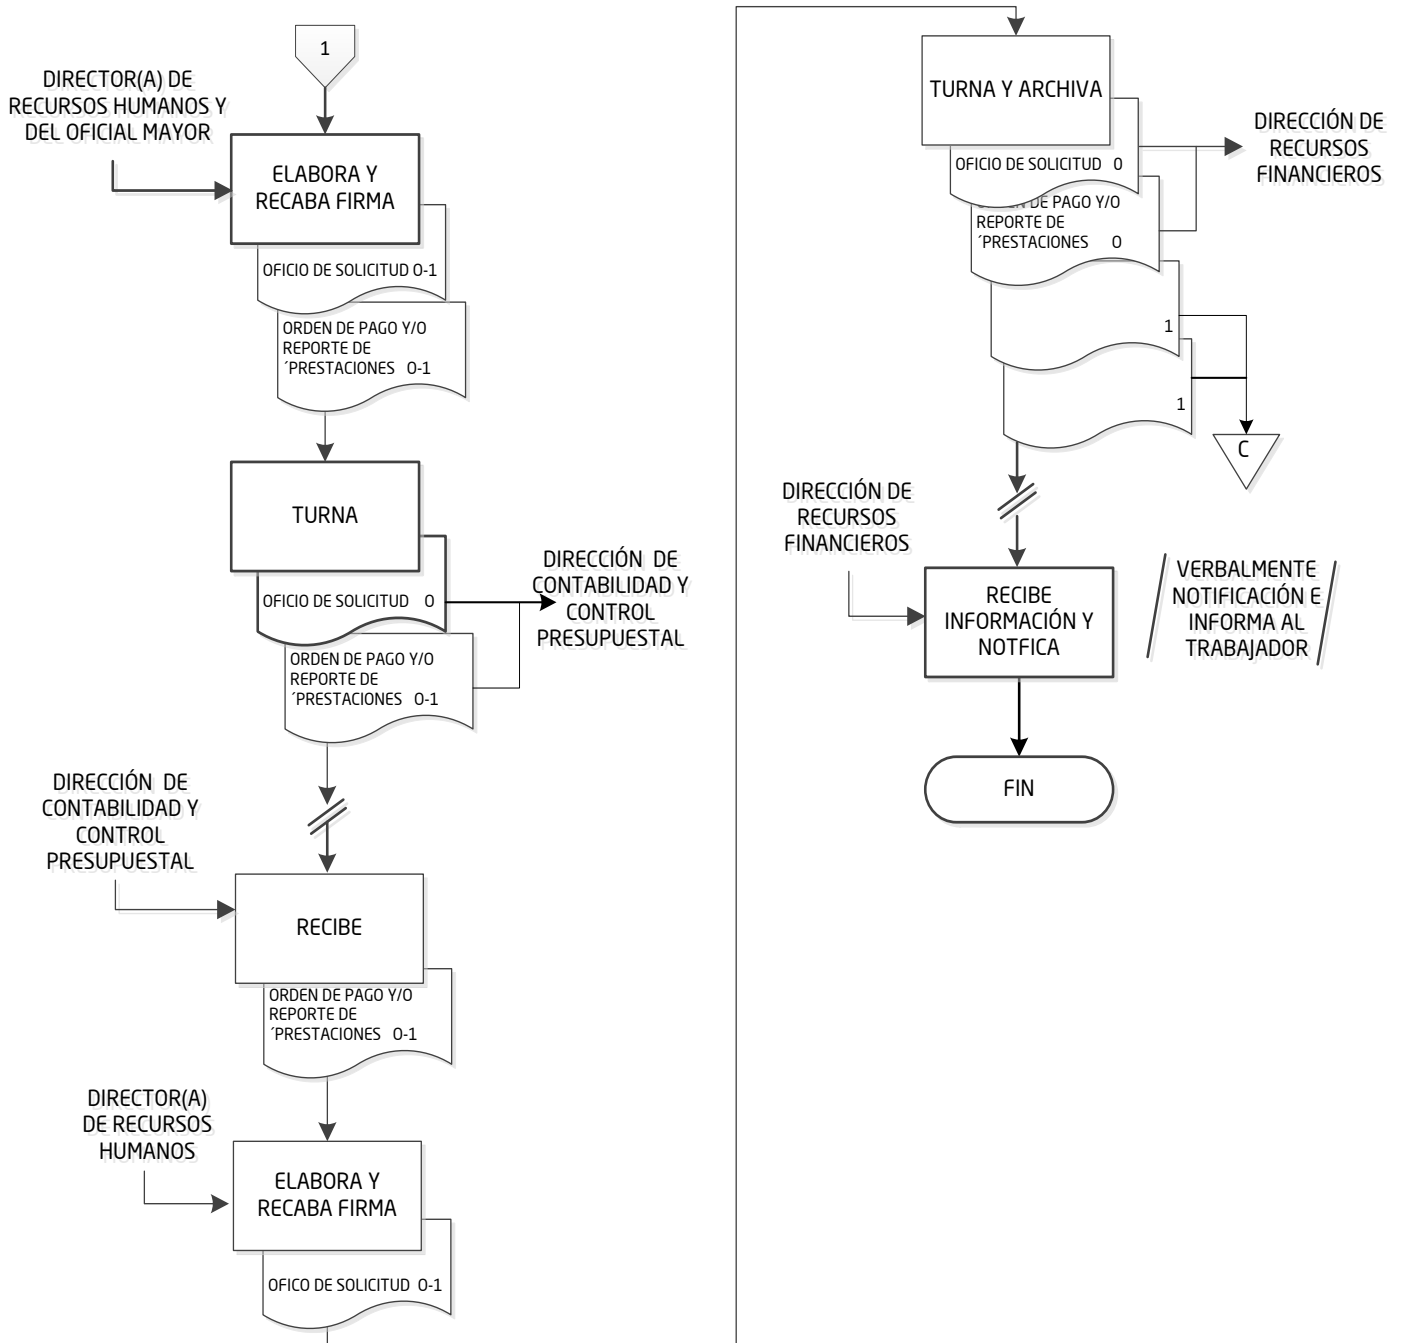 1
DIRECTOR(A) DE
RECURSOS HUMANOS Y
DEL OFICIAL MAYOR
ELABORA Y
RECABA FIRMA
OFICIO DE SOLICITUD 0-1
ORDEN DE PAGO Y/O
REPORTE DE
´PRESTACIONES 0-1
TURNA
OFICIO DE SOLICITUD 0
DIRECCIÓN DE
CONTABILIDAD Y
CONTROL
PRESUPUESTAL
ORDEN DE PAGO Y/O
REPORTE DE
´PRESTACIONES 0-1
DIRECCIÓN DE
CONTABILIDAD Y
CONTROL
PRESUPUESTAL
RECIBE
ORDEN DE PAGO Y/O
REPORTE DE
´PRESTACIONES 0-1
DIRECTOR(A)
DE RECURSOS
HUMANOS
ELABORA Y
RECABA FIRMA
OFICO DE SOLICITUD 0-1
TURNA Y ARCHIVA
OFICIO DE SOLICITUD 0
DIRECCIÓN DE
RECURSOS
FINANCIEROS
DE PAGO Y/O
REPORTE DE
´PRESTACIONES 0
1
1
C
DIRECCIÓN DE
RECURSOS
FINANCIEROS
RECIBE
INFORMACIÓN Y
NOTFICA
VERBALMENTE
NOTIFICACIÓN E
INFORMA AL
TRABAJADOR
FIN